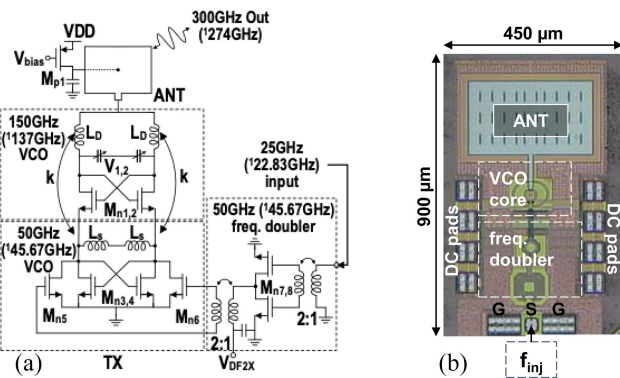 300GHz Out
(¹274GHz)
VDD
Vbias
Mp1
ANT
150GHz
(¹137GHz)
VCO
LD LD
V1,2
k k
Mn1,2
25GHz
(¹22.83GHz)
input
50GHz
(¹45.67GHz)
VCO
Ls Ls
50GHz (¹45.67GHz)
freq. doubler
Mn3,4
Mn5
Mn6
Mn7,8
2:1
2:1
VDF2X
TX
(a)
450 µm
900 µm
ANT
VCO
core
freq.
doubler
DC pads
DC pads
G S G
finj
(b)